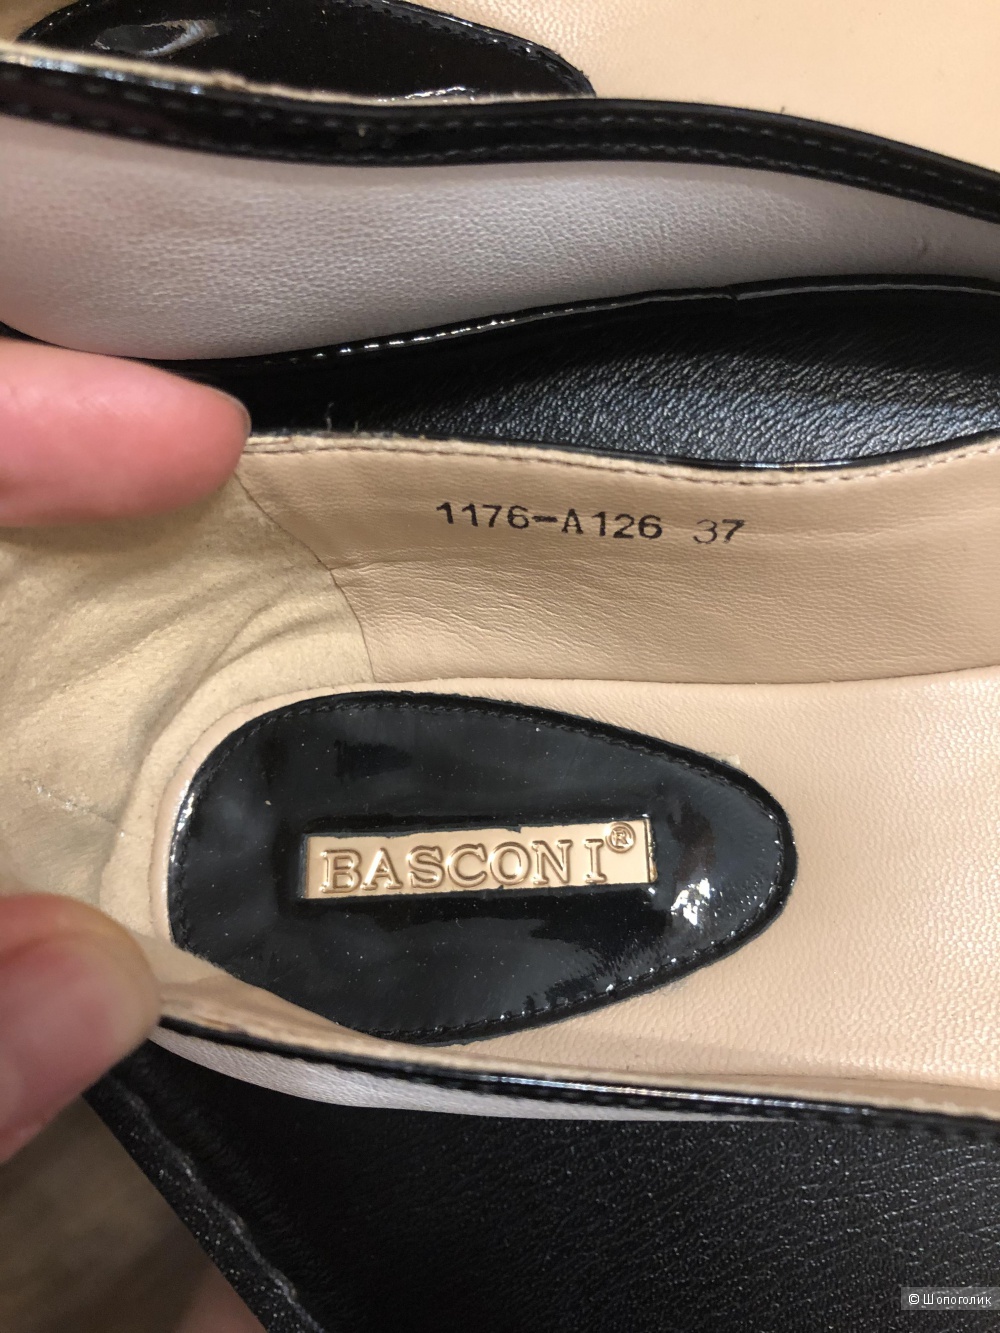 1176-A126 37
BASCONI®
© Шопоголик